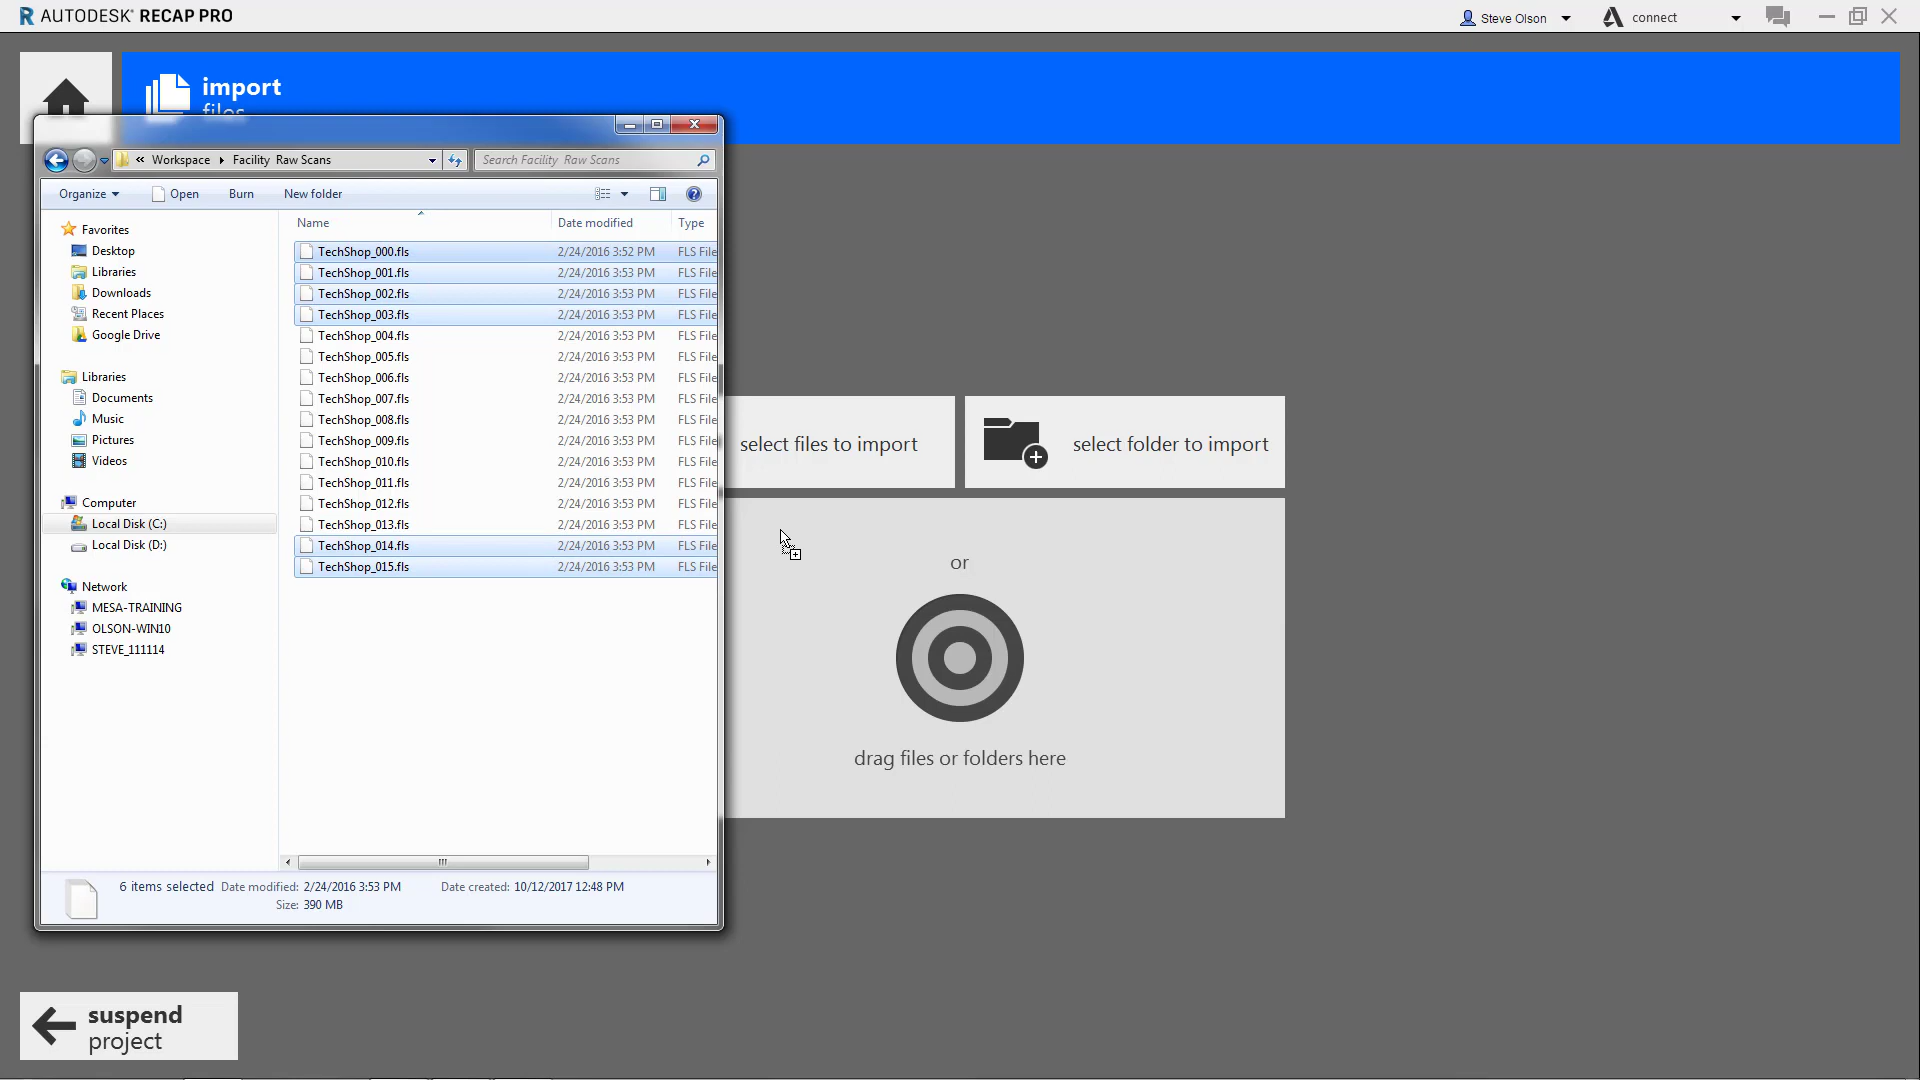 AUTODESK® RECAP PRO
Steve Olson
connect
import
files
Workspace
Facility Raw Scans
Search Facility Raw Scans
Organize
Open
Burn
New folder
Name
Date modified
Type
Favorites
Desktop
Libraries
Downloads
Recent Places
Google Drive
Libraries
Documents
Music
Pictures
Videos
Computer
Local Disk (C:)
Local Disk (D:)
Network
MESA-TRAINING
OLSON-WIN10
STEVE_111114
TechShop_000.fls 2/24/2016 3:52 PM FLS File
TechShop_001.fls 2/24/2016 3:53 PM FLS File
TechShop_002.fls 2/24/2016 3:53 PM FLS File
TechShop_003.fls 2/24/2016 3:53 PM FLS File
TechShop_004.fls 2/24/2016 3:53 PM FLS File
TechShop_005.fls 2/24/2016 3:53 PM FLS File
TechShop_006.fls 2/24/2016 3:53 PM FLS File
TechShop_007.fls 2/24/2016 3:53 PM FLS File
TechShop_008.fls 2/24/2016 3:53 PM FLS File
TechShop_009.fls 2/24/2016 3:53 PM FLS File
TechShop_010.fls 2/24/2016 3:53 PM FLS File
TechShop_011.fls 2/24/2016 3:53 PM FLS File
TechShop_012.fls 2/24/2016 3:53 PM FLS File
TechShop_013.fls 2/24/2016 3:53 PM FLS File
TechShop_014.fls 2/24/2016 3:53 PM FLS File
TechShop_015.fls 2/24/2016 3:53 PM FLS File
6 items selected Date modified: 2/24/2016 3:53 PM Date created: 10/12/2017 12:48 PM
Size: 390 MB
select files to import
select folder to import
or
drag files or folders here
suspend
project